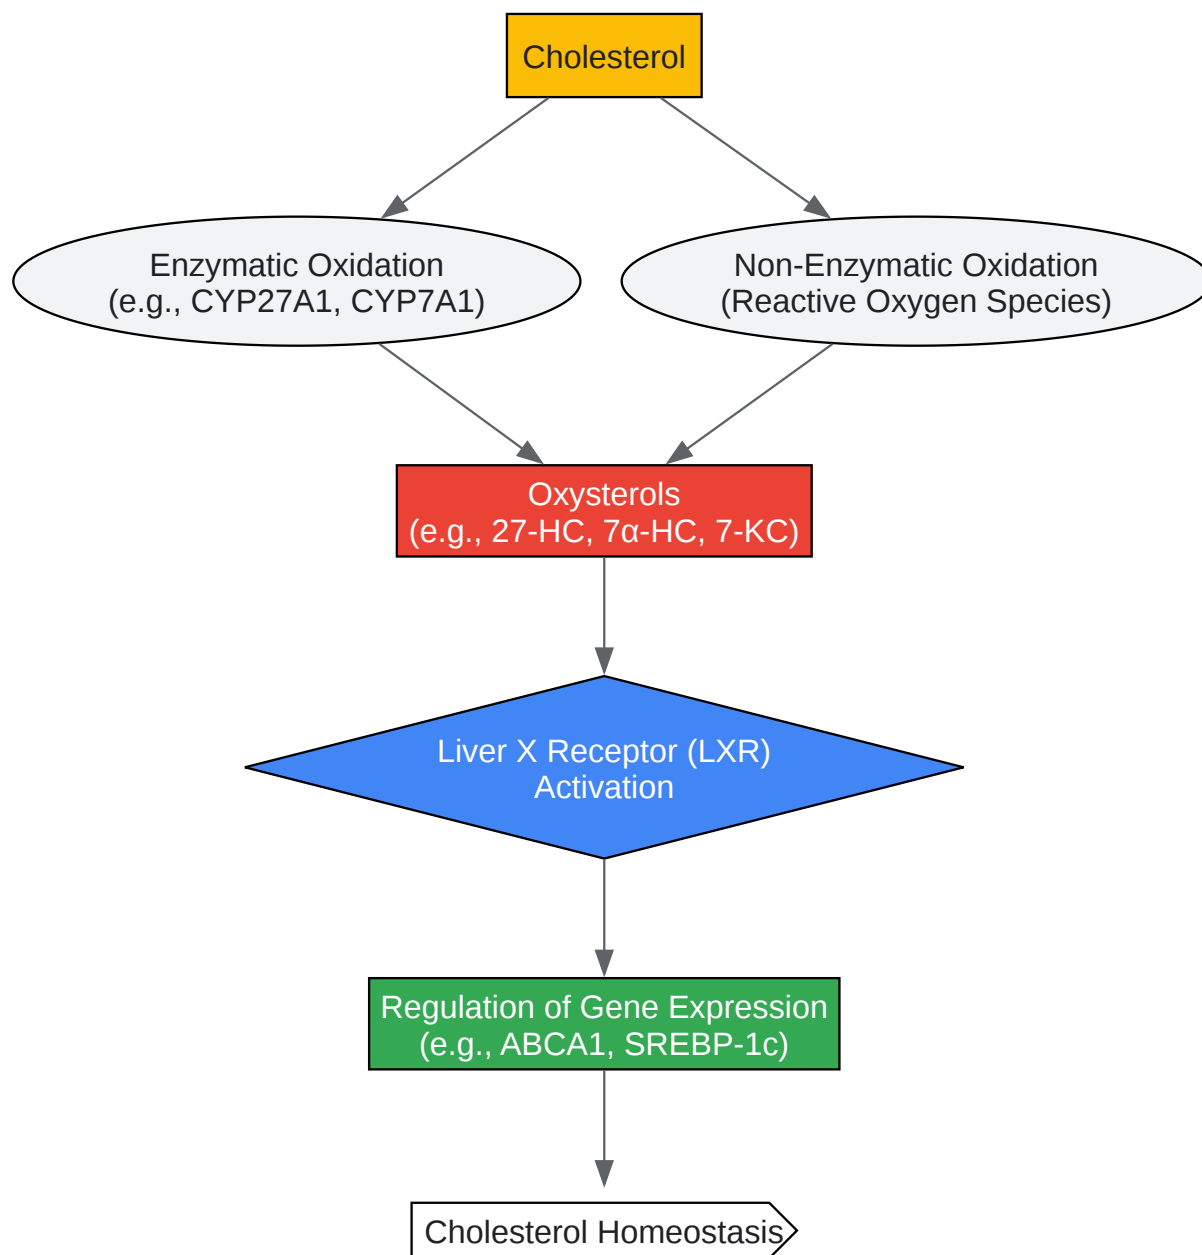 Cholesterol
Enzymatic Oxidation
(e.g., CYP27A1, CYP7A1)
Non-Enzymatic Oxidation
(Reactive Oxygen Species)
Oxysterols
(e.g., 27-HC, 7α-HC, 7-KC)
Liver X Receptor (LXR)
Activation
Regulation of Gene Expression
(e.g., ABCA1, SREBP-1c)
Cholesterol Homeostasis